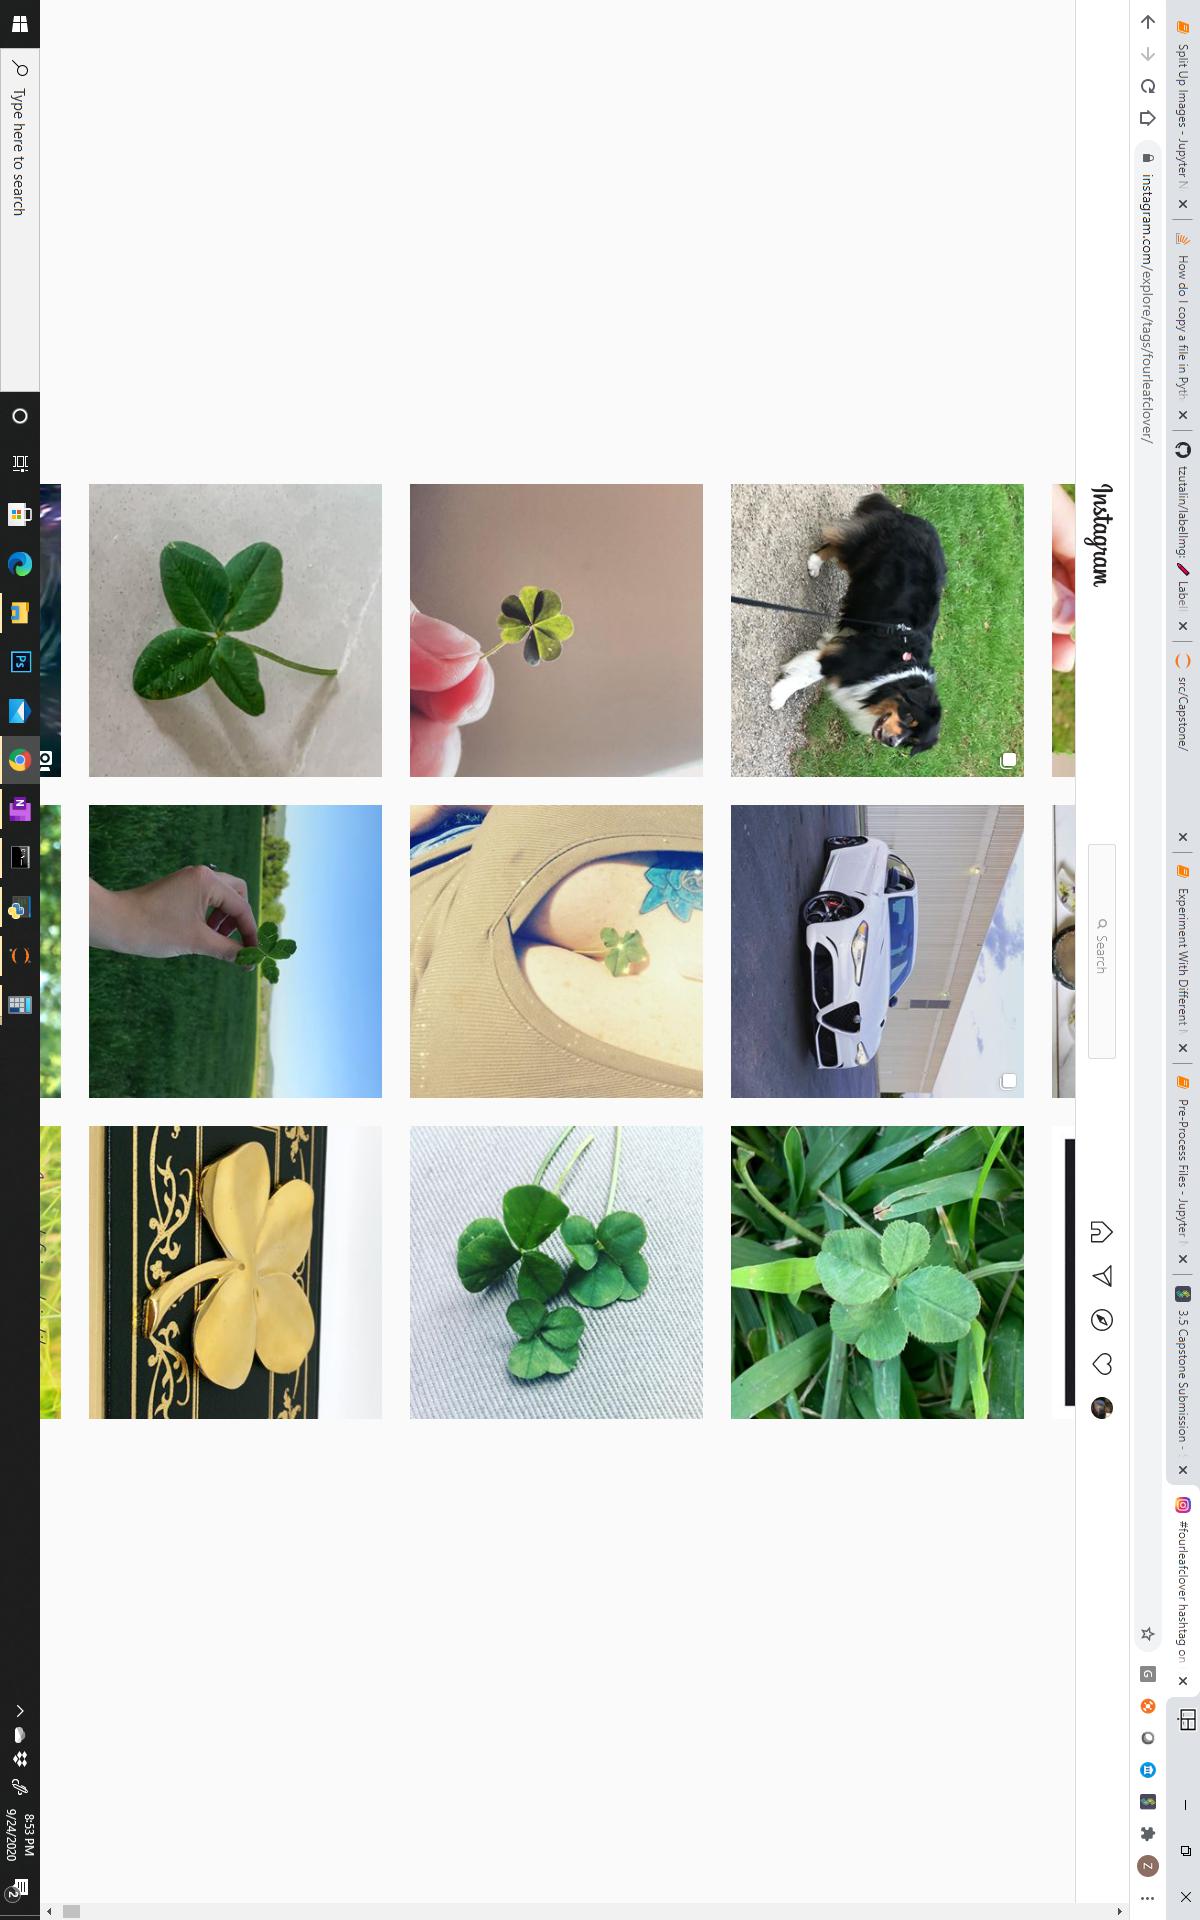 Split Up Images - Jupyter N
How do I copy a file in Pyth
tzutalin/labelImg: Label
src/Capstone/
Experiment With Different
Pre-Process Files - Jupyter
3.5 Capstone Submission -
#fourleafclover hashtag on
instagram.com/explore/tags/fourleafclover/
G
Z
Instagram
Search
Type here to search
Ps
N
8:53 PM
9/24/2020
2